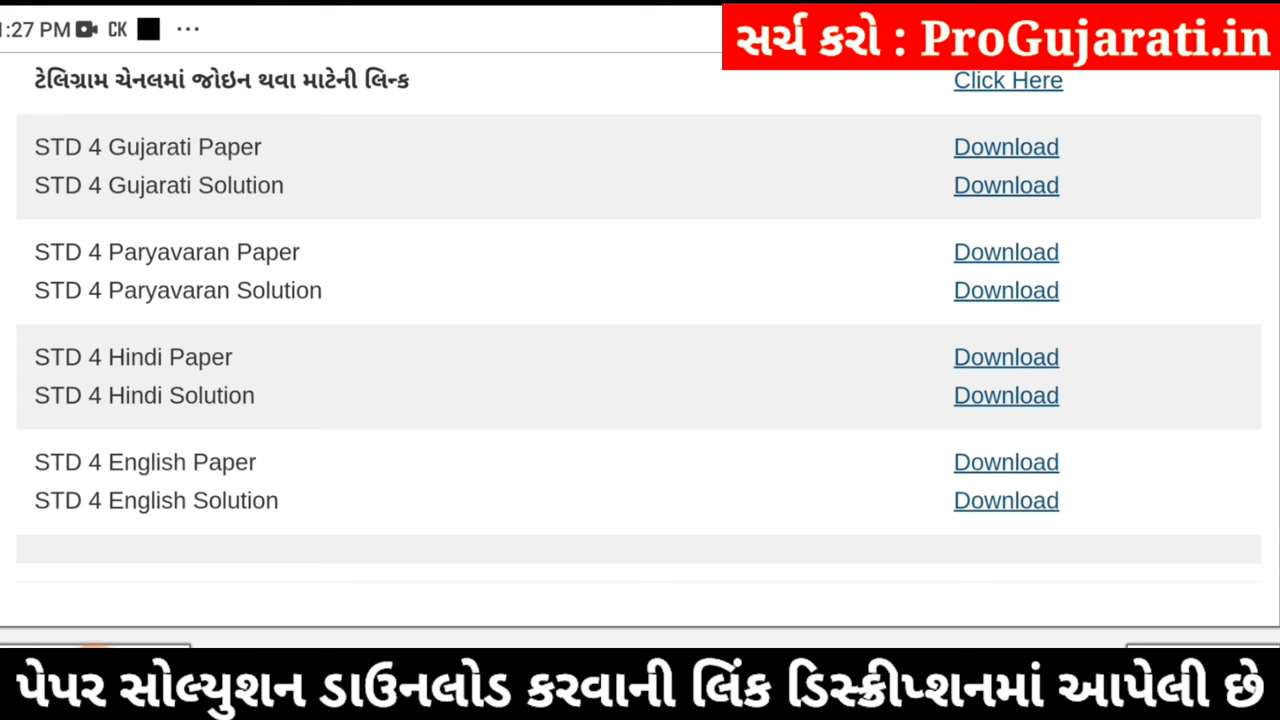 :27 PM CK ...
સર્ચ કરો : ProGujarati.in
ટેલિગ્રામ ચેનલમાં જોઇન થવા માટેની લિન્ક Click Here
STD 4 Gujarati Paper Download
STD 4 Gujarati Solution Download
STD 4 Paryavaran Paper Download
STD 4 Paryavaran Solution Download
STD 4 Hindi Paper Download
STD 4 Hindi Solution Download
STD 4 English Paper Download
STD 4 English Solution Download
પેપર સોલ્યુશન ડાઉનલોડ કરવાની લિંક ડિસ્ક્રીપ્શનમાં આપેલી છે